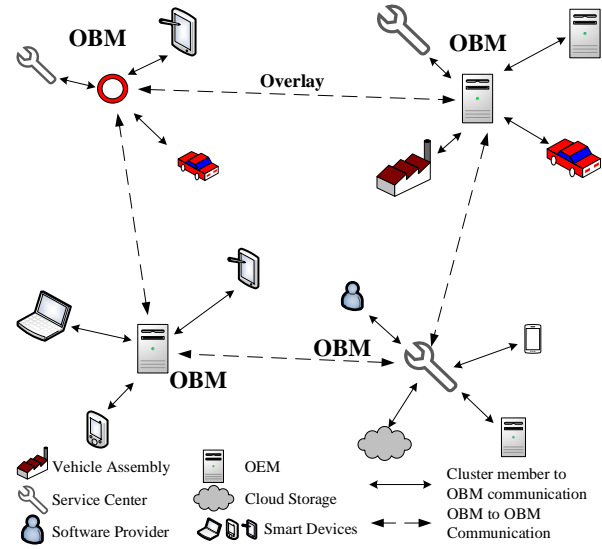 OBM
OBM
Overlay
OBM
OBM
Vehicle Assembly
OEM
Cluster member to
OBM communication
Service Center
Cloud Storage
OBM to OBM
Communication
Software Provider
Smart Devices